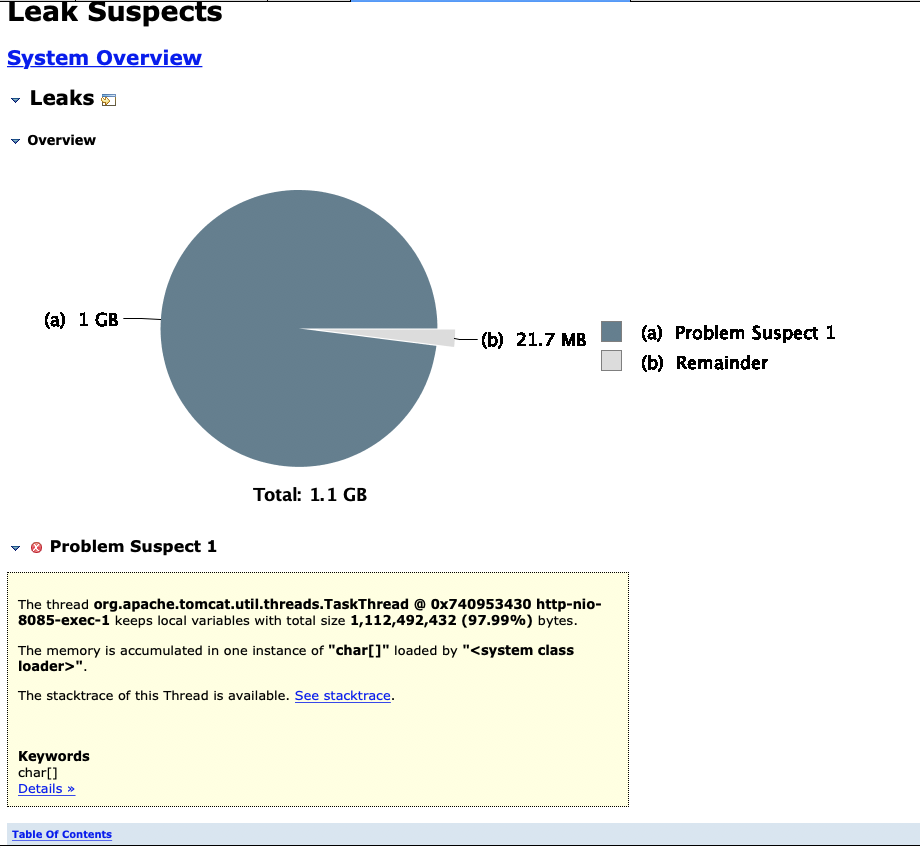 Leak Suspects
System Overview
Leaks
Overview
(a) 1 GB
(b) 21.7 MB
(a) Problem Suspect 1
(b) Remainder
Total: 1.1 GB
Problem Suspect 1
The thread org.apache.tomcat.util.threads.TaskThread @ 0x740953430 http-nio-
8085-exec-1 keeps local variables with total size 1,112,492,432 (97.99%) bytes.
The memory is accumulated in one instance of "char[]" loaded by "<system class
loader>".
The stacktrace of this Thread is available. See stacktrace.
Keywords
char[]
Details »
Table Of Contents